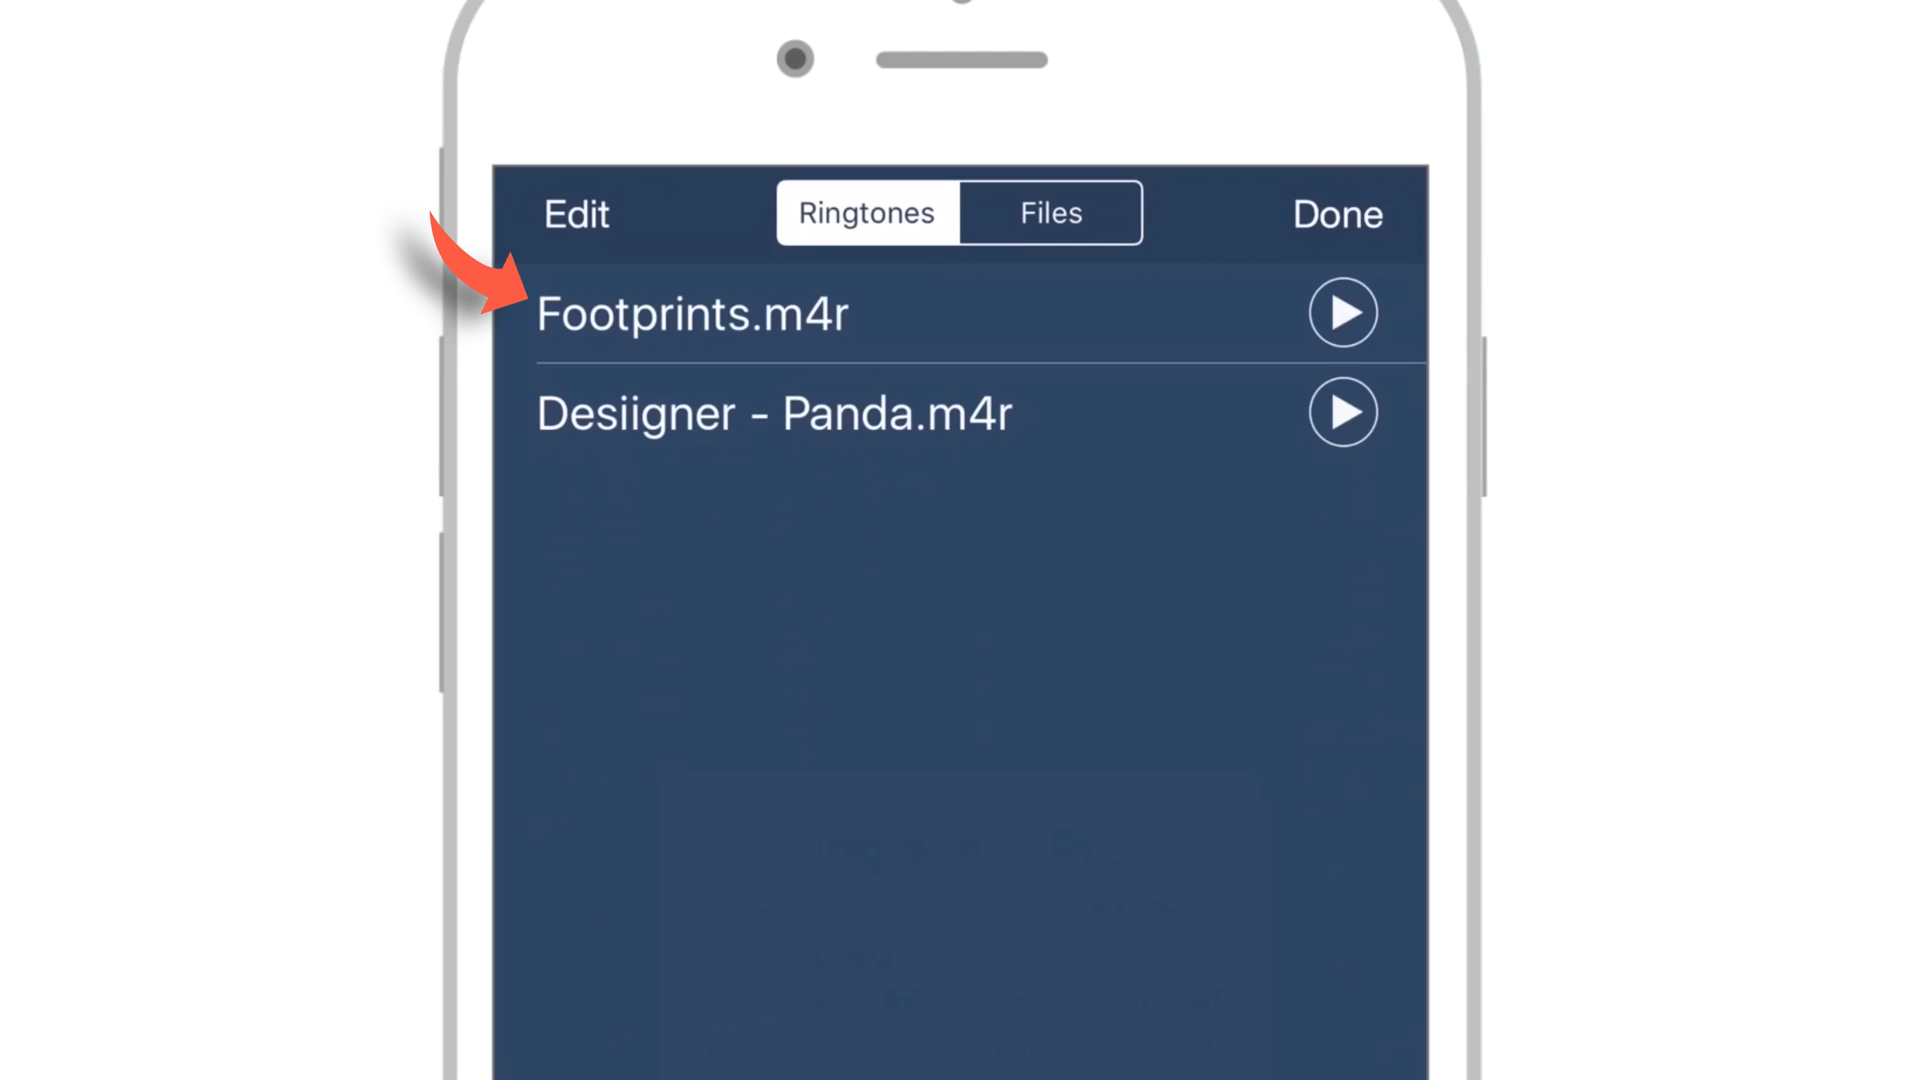 Edit
Ringtones
Files
Done
Footprints.m4r
Desiigner - Panda.m4r